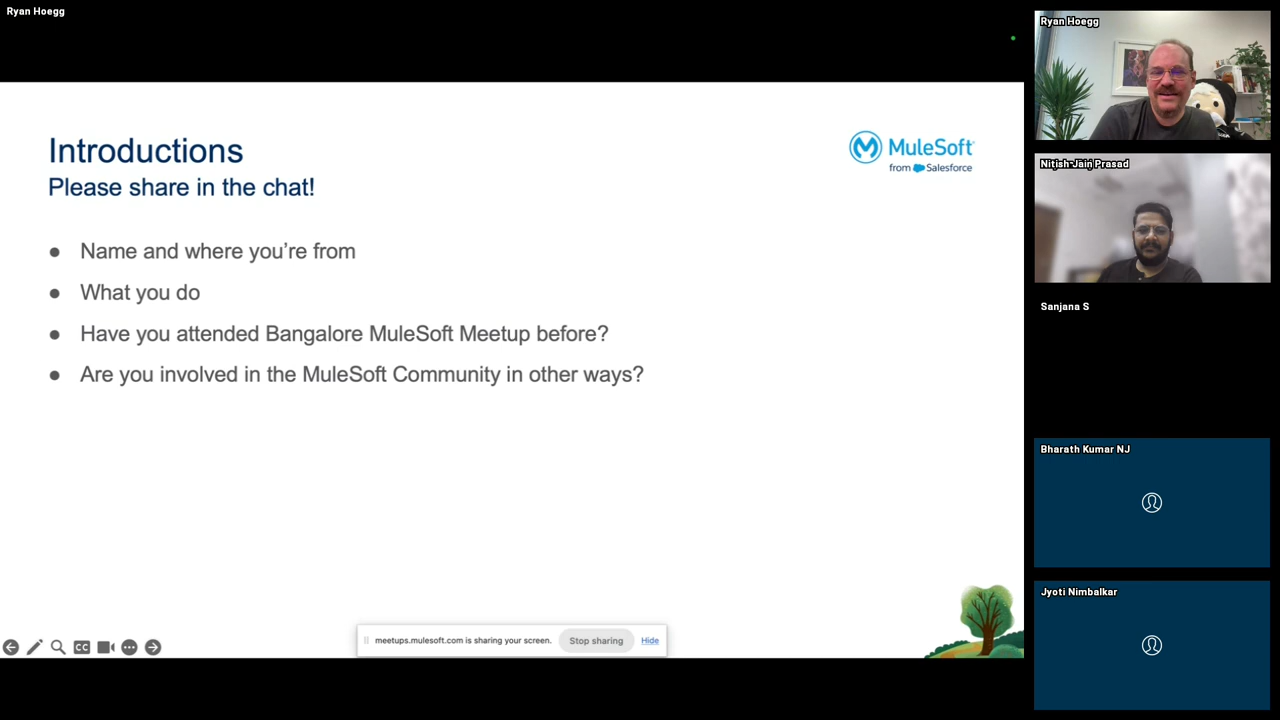 Ryan Hoegg
Introductions
Please share in the chat!
MuleSoft
from Salesforce
● Name and where you're from
● What you do
● Have you attended Bangalore MuleSoft Meetup before?
● Are you involved in the MuleSoft Community in other ways?
CC
meetups.mulesoft.com is sharing your screen.
Stop sharing
Hide
Ryan Hoegg
Nitish Jain Prasad
Sanjana S
Bharath Kumar NJ
Jyoti Nimbalkar